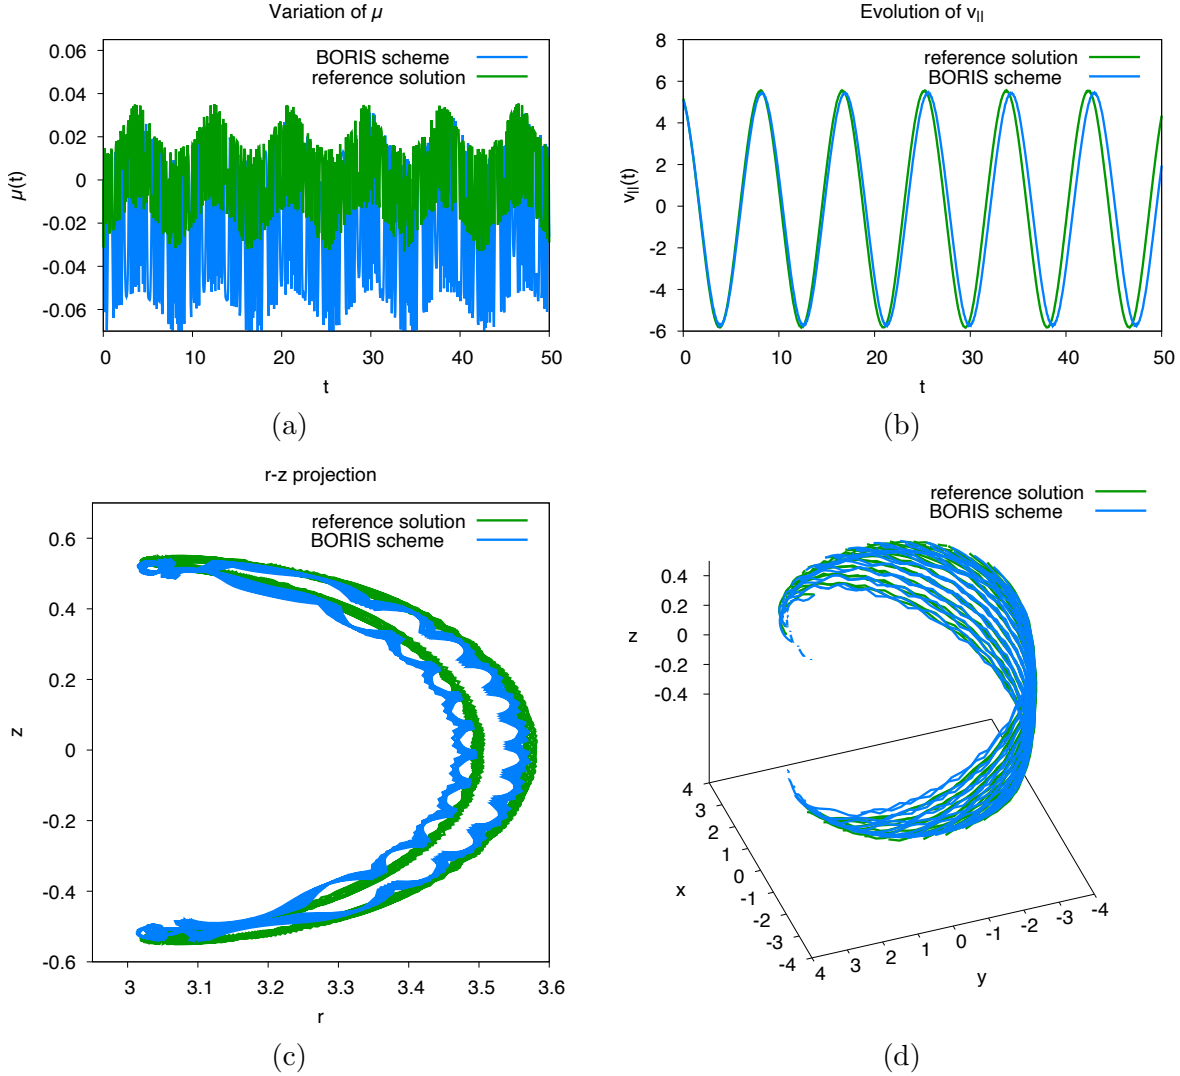 Variation of μ
BORIS scheme
reference solution
0.06
0.04
0.02
0
-0.02
-0.04
-0.06
μ(t)
0 10 20 30 40 50
t
(a)
Evolution of v||
reference solution
BORIS scheme
8
6
4
2
0
-2
-4
-6
v||(t)
0 10 20 30 40 50
t
(b)
r-z projection
reference solution
BORIS scheme
0.6
0.4
0.2
0
-0.2
-0.4
-0.6
z
3 3.1 3.2 3.3 3.4 3.5 3.6
r
(c)
reference solution
BORIS scheme
0.4
0.2
0
-0.2
-0.4
z
4
3
2
1
0
-1
-2
-3
-4
x
4 3 2 1 0 -1 -2 -3 -4
y
(d)